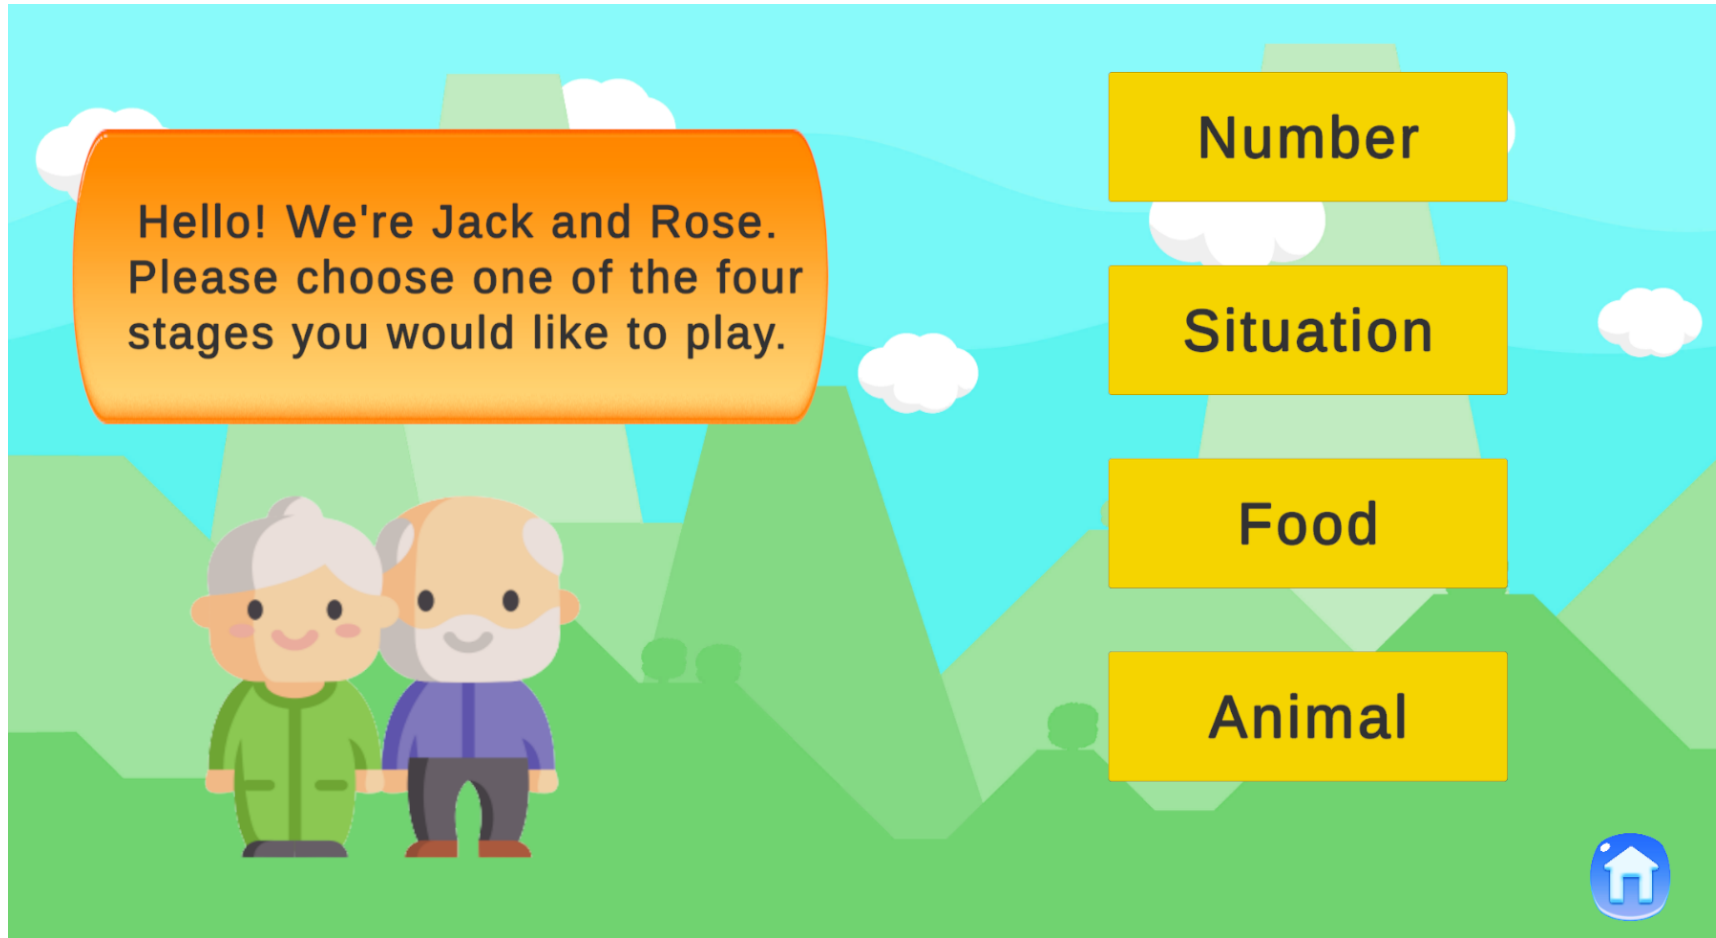 Hello! We're Jack and Rose.
Please choose one of the four
stages you would like to play.
Number
Situation
Food
Animal